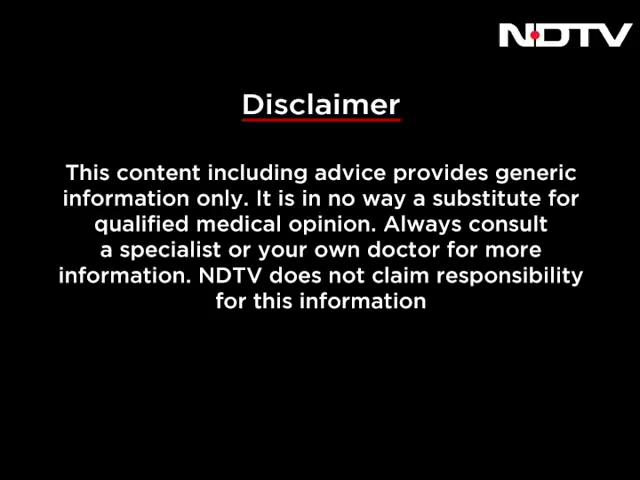 NDTV
Disclaimer
This content including advice provides generic
information only. It is in no way a substitute for
qualified medical opinion. Always consult
a specialist or your own doctor for more
information. NDTV does not claim responsibility
for this information